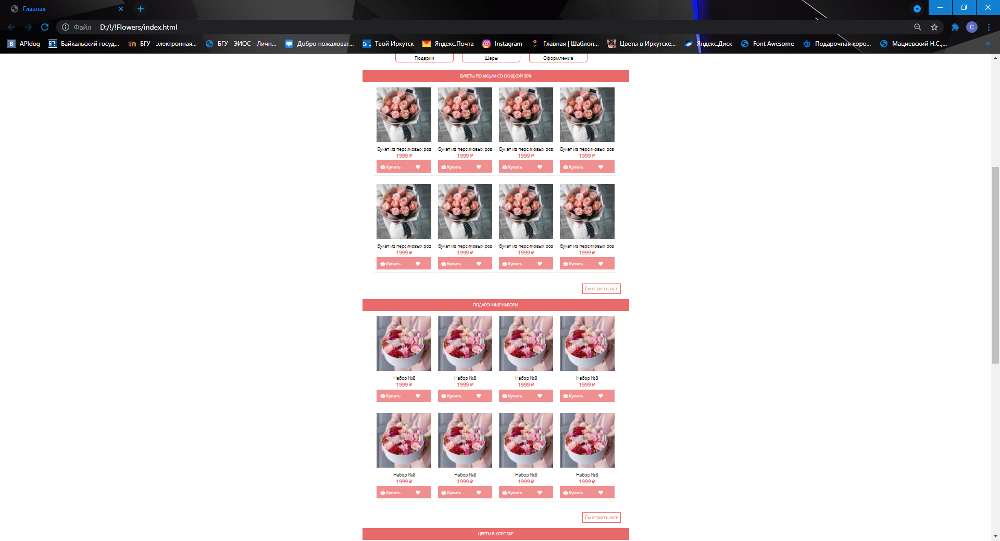 Главная
Файл D:/!/!Flowers/index.html
C
APIdog Байкальский госуд... БГУ - электронная... БГУ - ЭИОС - Личн... Добро пожаловат... Твой Иркутск Яндекс.Почта Instagram Главная | Шаблон... Цветы в Иркутске... Яндекс.Диск Font Awesome Подарочная коро... Мациевский Н.С.,... »
Подарки Шары Оформление
БУКЕТЫ ПО АКЦИИ СО СКИДКОЙ 50%
Букет из персиковых роз Букет из персиковых роз Букет из персиковых роз Букет из персиковых роз
1999 ₽ 1999 ₽ 1999 ₽ 1999 ₽
Купить Купить Купить Купить
Букет из персиковых роз Букет из персиковых роз Букет из персиковых роз Букет из персиковых роз
1999 ₽ 1999 ₽ 1999 ₽ 1999 ₽
Купить Купить Купить Купить
Смотреть все
ПОДАРОЧНЫЕ НАБОРЫ
Набор №8 Набор №8 Набор №8 Набор №8
1999 ₽ 1999 ₽ 1999 ₽ 1999 ₽
Купить Купить Купить Купить
Набор №8 Набор №8 Набор №8 Набор №8
1999 ₽ 1999 ₽ 1999 ₽ 1999 ₽
Купить Купить Купить Купить
Смотреть все
ЦВЕТЫ В КОРОБКЕ